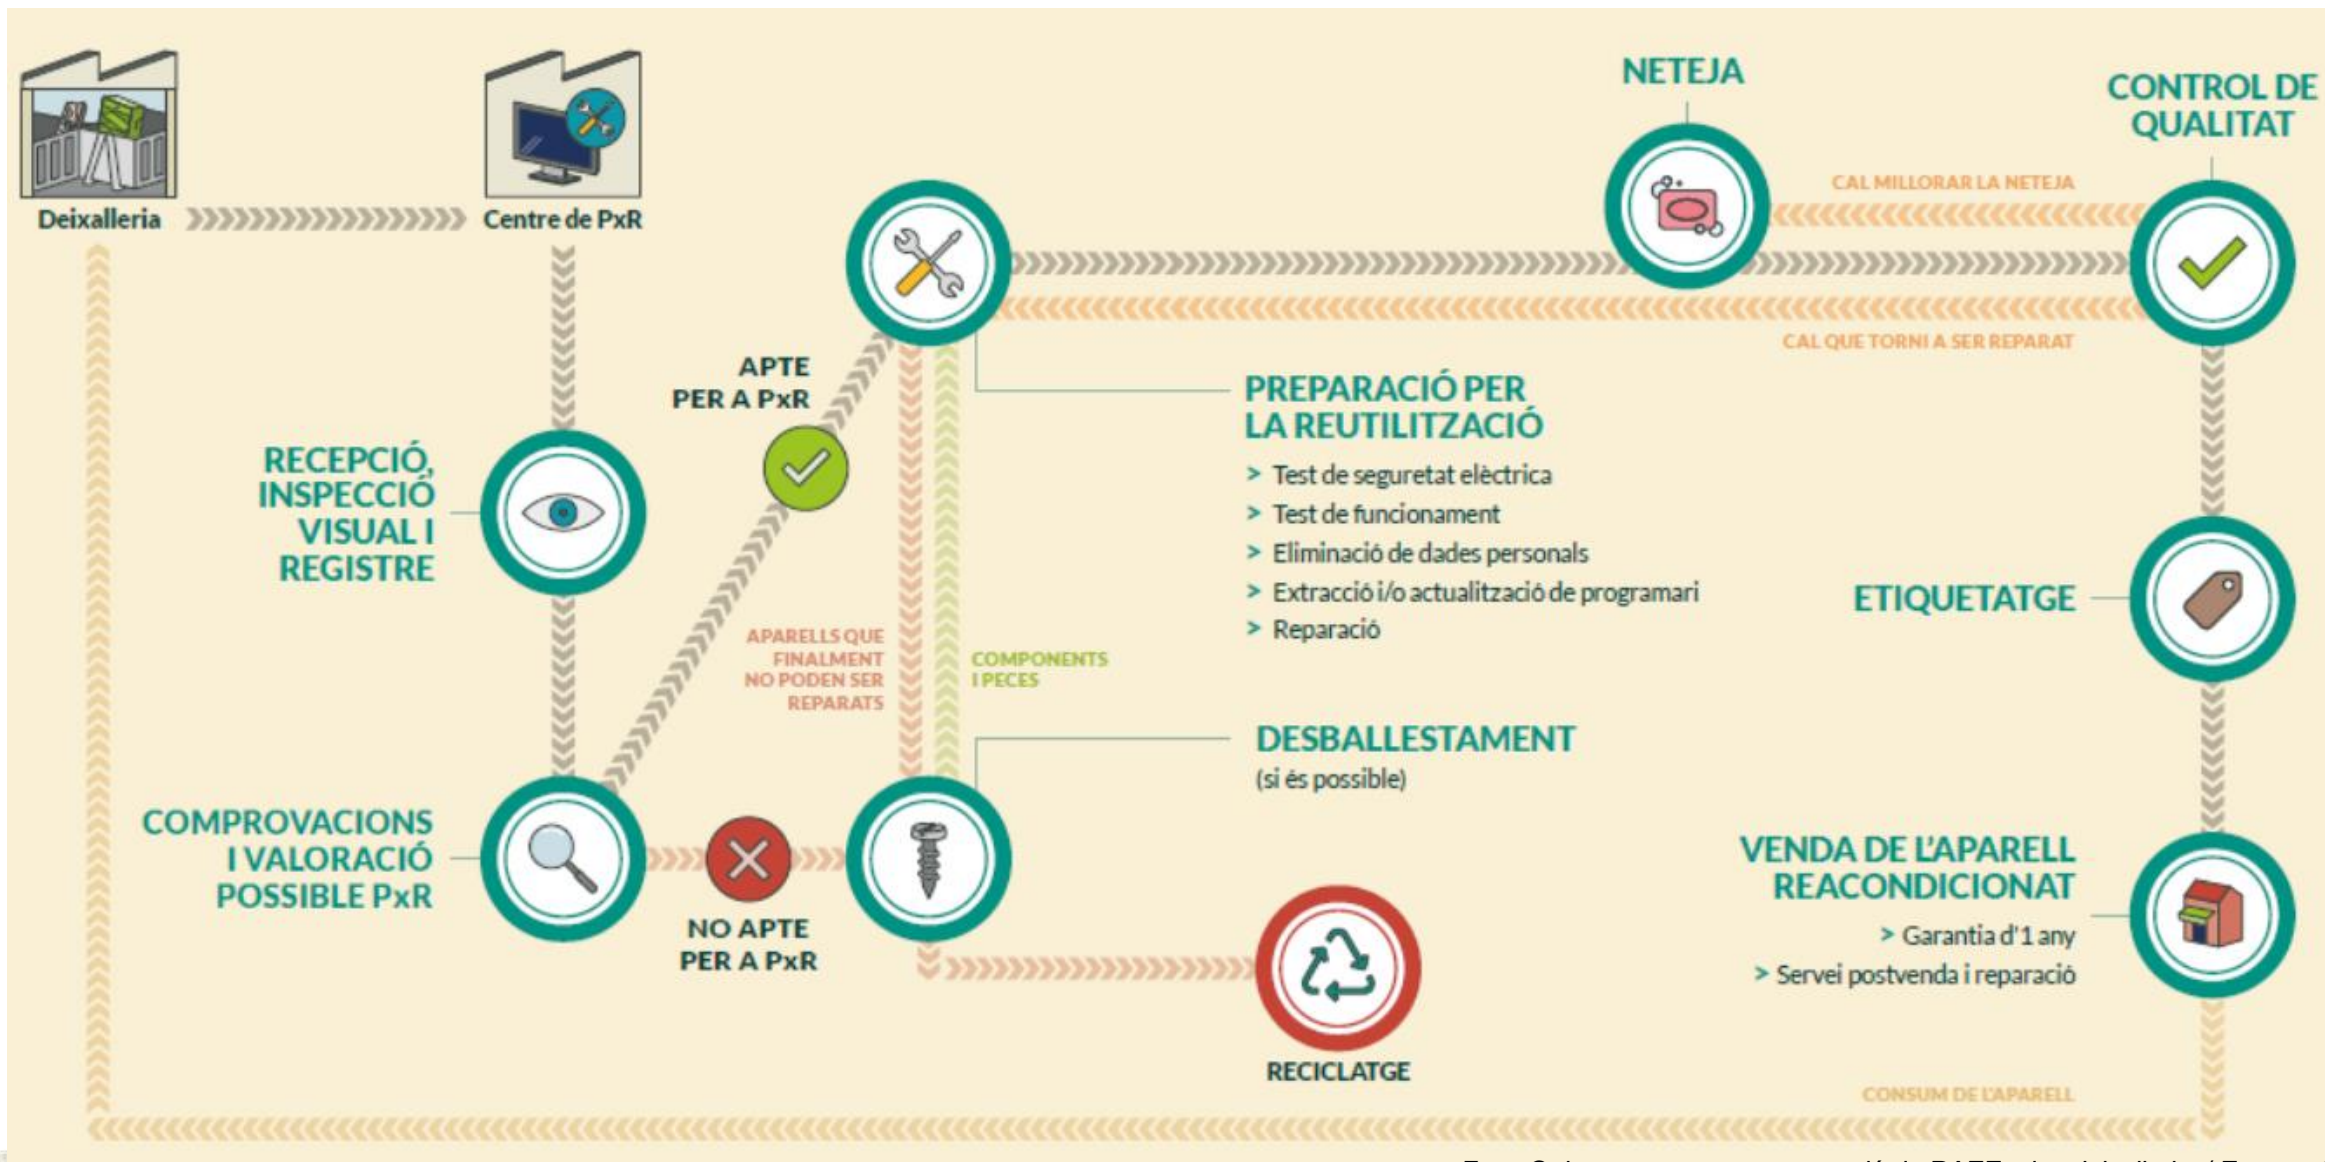 Deixalleria
Centre de PxR
NETEJA
CONTROL DE
QUALITAT
CAL MILLORAR LA NETEJA
CAL QUE TORNI A SER REPARAT
APTE
PER A PxR
PREPARACIÓ PER
LA REUTILITZACIÓ
> Test de seguretat elèctrica
> Test de funcionament
> Eliminació de dades personals
> Extracció i/o actualització de programari
> Reparació
RECEPCIÓ,
INSPECCIÓ
VISUAL I
REGISTRE
ETIQUETATGE
APARELLS QUE
FINALMENT
NO PODEN SER
REPARATS
COMPONENTS
I PECES
DESBALLESTAMENT
(si és possible)
COMPROVACIONS
I VALORACIÓ
POSSIBLE PxR
NO APTE
PER A PxR
VENDA DE L'APARELL
REACONDICIONAT
> Garantia d'1 any
> Servei postvenda i reparació
RECICLATGE
CONSUM DE L'APARELL